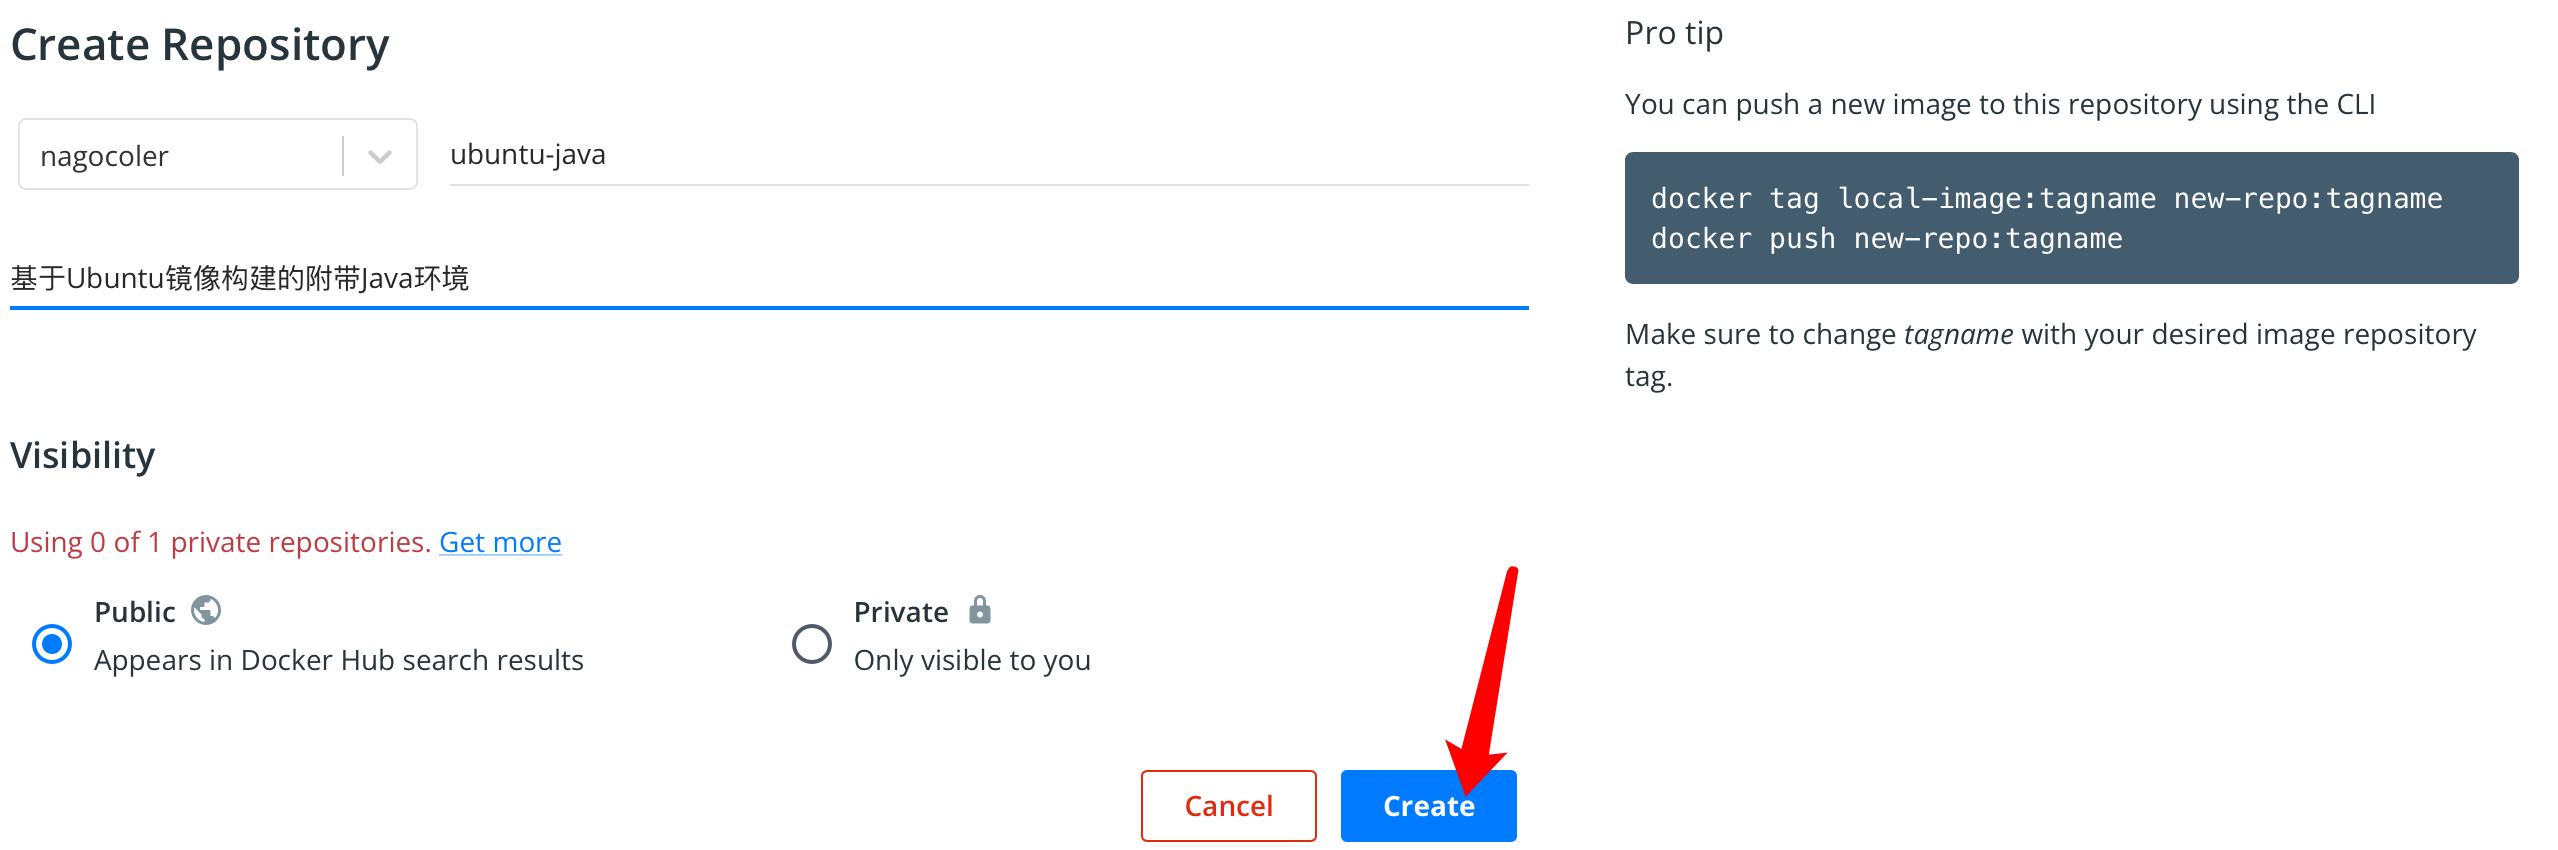 Create Repository
nagocoler
ubuntu-java
基于Ubuntu镜像构建的附带Java环境
Visibility
Using 0 of 1 private repositories. Get more
Public
Appears in Docker Hub search results
Private
Only visible to you
Cancel
Create
Pro tip
You can push a new image to this repository using the CLI
docker tag local-image:tagname new-repo:tagname
docker push new-repo:tagname
Make sure to change tagname with your desired image repository
tag.